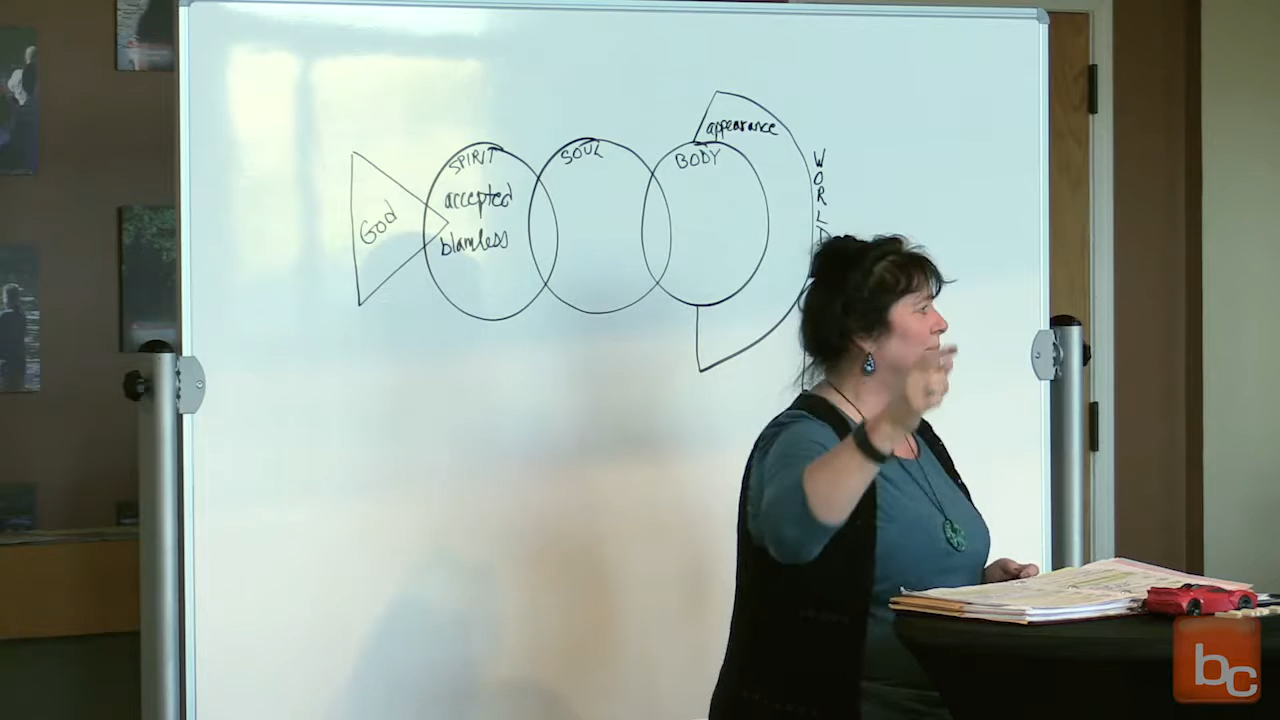 God
SPIRIT
accepted
blameless
SOUL
BODY
appearance
WORLD
bc